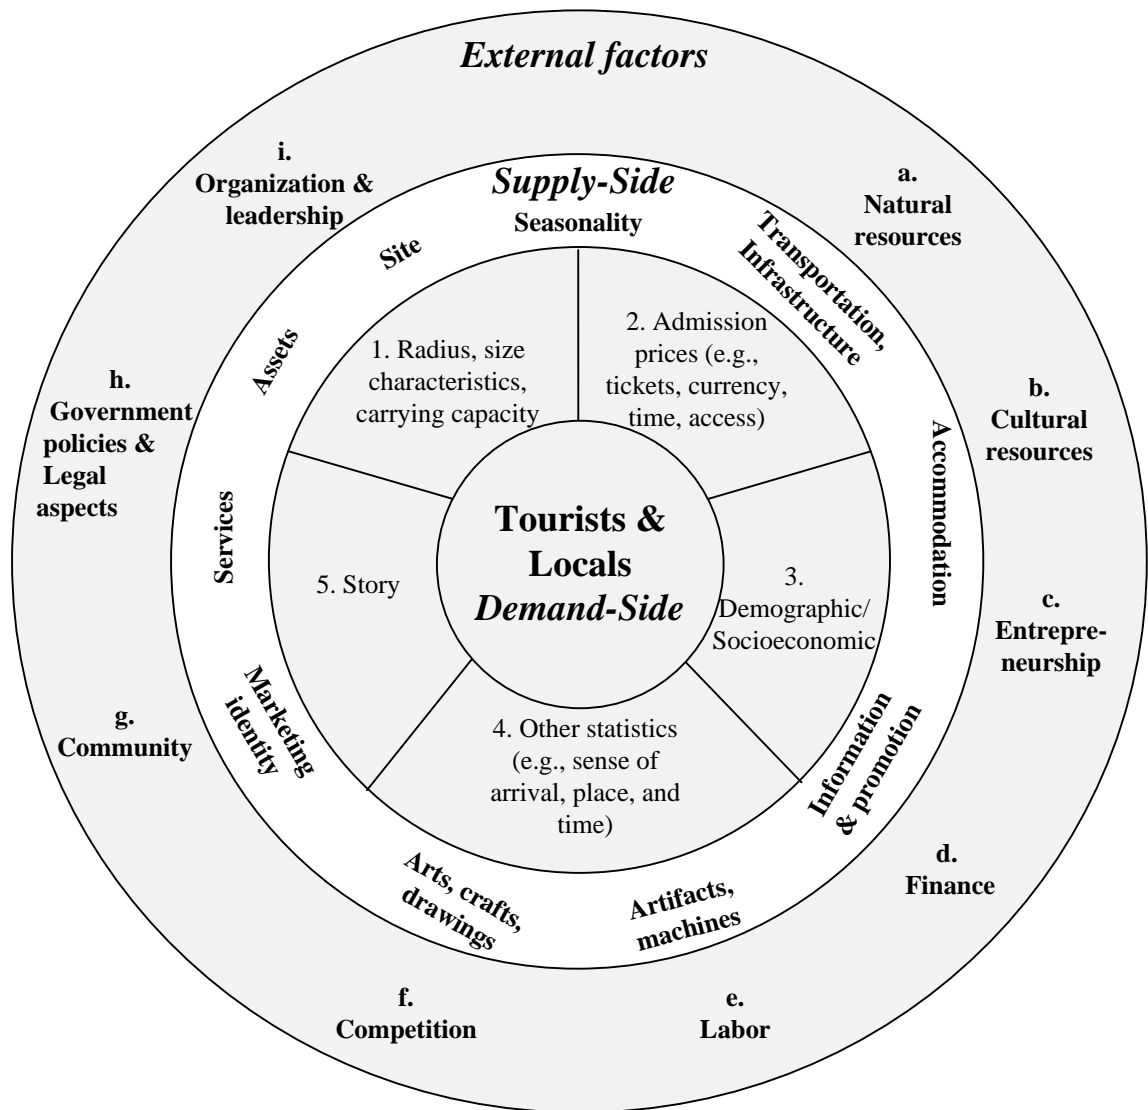 External factors
i.
Organization &
leadership
a.
Natural
resources
b.
Cultural
resources
c.
Entrepre-
neurship
d.
Finance
e.
Labor
f.
Competition
g.
Community
h.
Government
policies &
Legal
aspects
Supply-Side
Seasonality
Transportation,
Infrastructure
Accommodation
Information
& promotion
Artifacts,
machines
Arts, crafts,
drawings
Marketing
identity
Services
Assets
Site
1. Radius, size
characteristics,
carrying capacity
2. Admission
prices (e.g.,
tickets, currency,
time, access)
3.
Demographic/
Socioeconomic
4. Other statistics
(e.g., sense of
arrival, place, and
time)
5. Story
Tourists &
Locals
Demand-Side